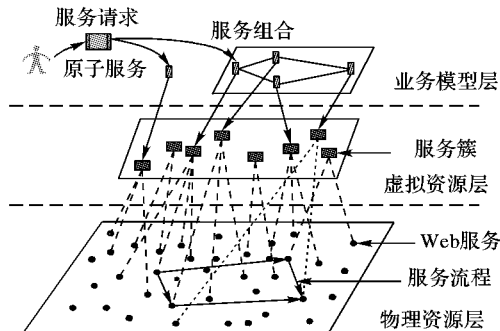 服务请求
服务组合
原子服务
业务模型层
服务簇
虚拟资源层
Web服务
服务流程
物理资源层